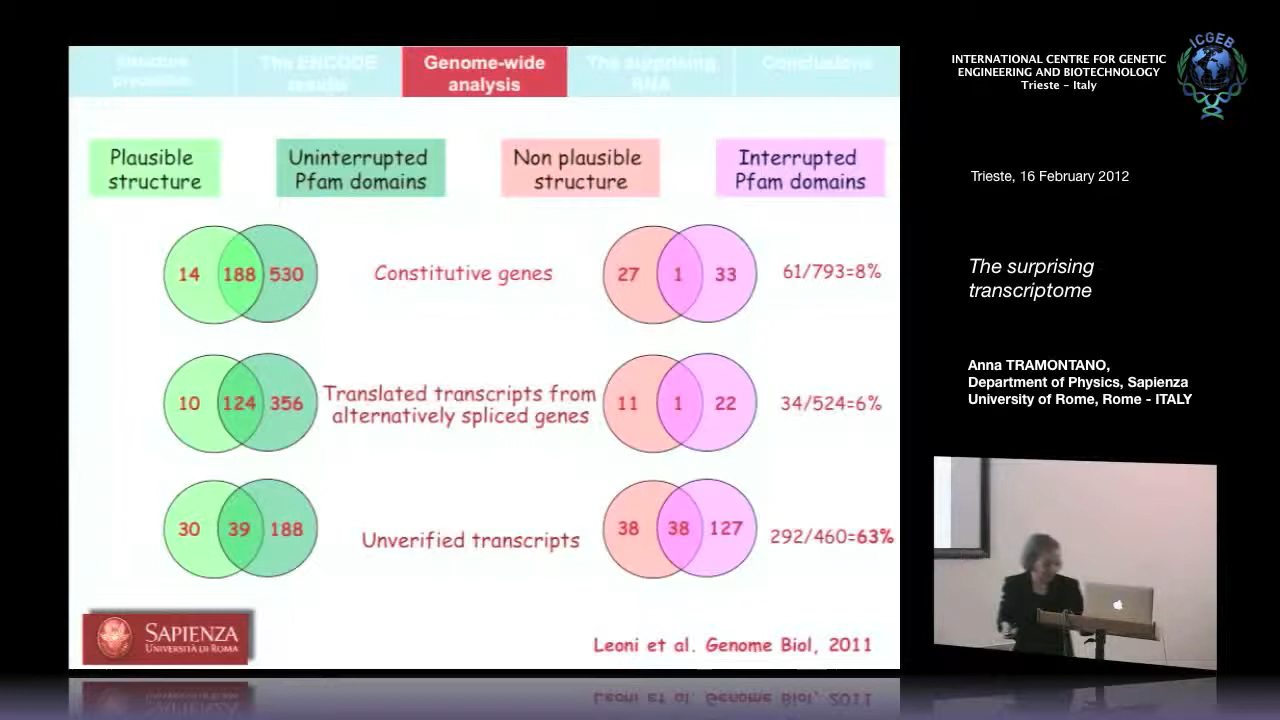 Structure
prediction
The ENCODE
results
Genome-wide
analysis
The surprising
RNA
Conclusions
Plausible
structure
Uninterrupted
Pfam domains
Non plausible
structure
Interrupted
Pfam domains
14 188 530
Constitutive genes
27 1 33
61/793=8%
10 124 356
Translated transcripts from
alternatively spliced genes
11 1 22
34/524=6%
30 39 188
Unverified transcripts
38 38 127
292/460=63%
SAPIENZA
UNIVERSITÀ DI ROMA
Leoni et al. Genome Biol, 2011
ICGEB
INTERNATIONAL CENTRE FOR GENETIC
ENGINEERING AND BIOTECHNOLOGY
Trieste - Italy
Trieste, 16 February 2012
The surprising
transcriptome
Anna TRAMONTANO,
Department of Physics, Sapienza
University of Rome, Rome - ITALY